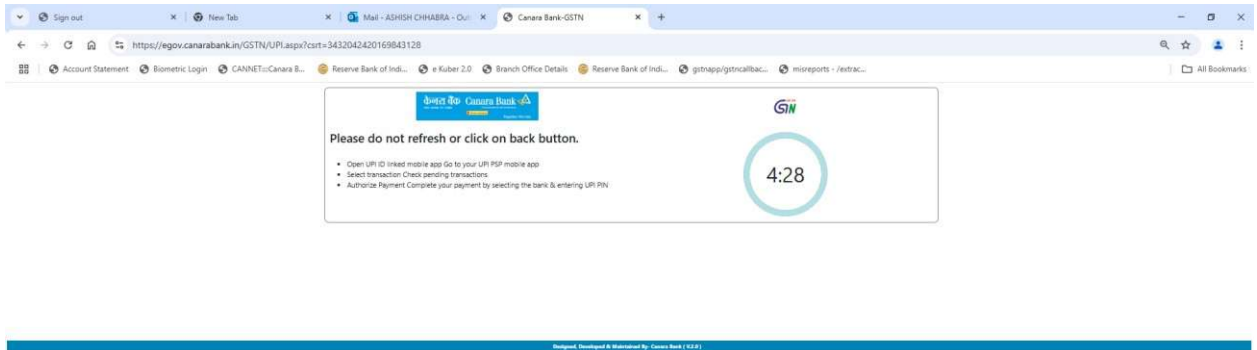 Sign out
New Tab
Mail - ASHISH CHHABRA - Out
Canara Bank-GSTN
https://egov.canarabank.in/GSTN/UPI.aspx?csrt=3432042420169843128
Account Statement
Biometric Login
CANNET:::Canara B...
Reserve Bank of Indi...
e Kuber 2.0
Branch Office Details
Reserve Bank of Indi...
gstnapp/gstncallbac...
misreports - /extrac...
All Bookmarks
केनरा बैंक Canara Bank
Please do not refresh or click on back button.
Open UPI ID linked mobile app Go to your UPI PSP mobile app
Select transaction Check pending transactions
Authorize Payment Complete your payment by selecting the bank & entering UPI PIN
4:28
Designed, Developed & Maintained By- Canara Bank ( V.2.0 )